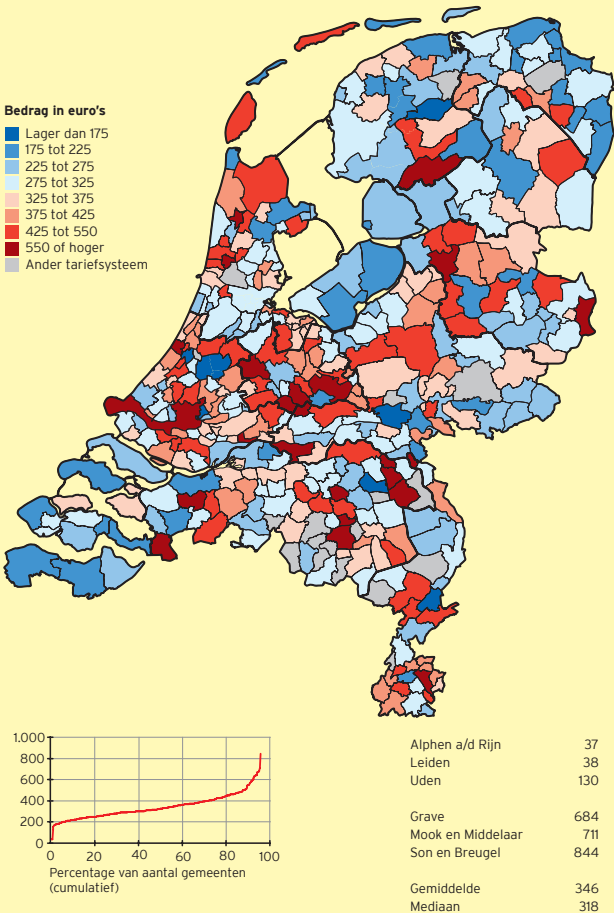 Bedrag in euro's
Lager dan 175
175 tot 225
225 tot 275
275 tot 325
325 tot 375
375 tot 425
425 tot 550
550 of hoger
Ander tariefsysteem
1.000
800
600
400
200
0
0 20 40 60 80 100
Percentage van aantal gemeenten
(cumulatief)
Alphen a/d Rijn 37
Leiden 38
Uden 130
Grave 684
Mook en Middelaar 711
Son en Breugel 844
Gemiddelde 346
Mediaan 318